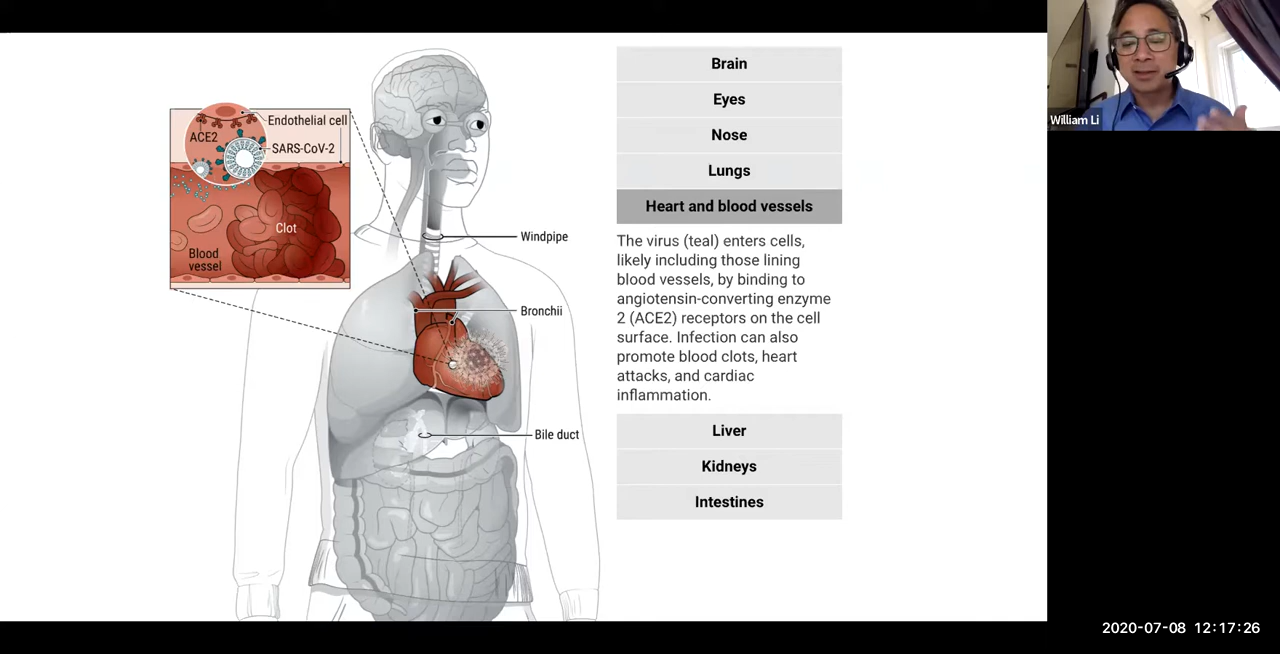 Endothelial cell
ACE2
SARS-CoV-2
Clot
Blood
vessel
Windpipe
Bronchii
Bile duct
Brain
Eyes
Nose
Lungs
Heart and blood vessels
The virus (teal) enters cells,
likely including those lining
blood vessels, by binding to
angiotensin-converting enzyme
2 (ACE2) receptors on the cell
surface. Infection can also
promote blood clots, heart
attacks, and cardiac
inflammation.
Liver
Kidneys
Intestines
William Li
2020-07-08 12:17:26